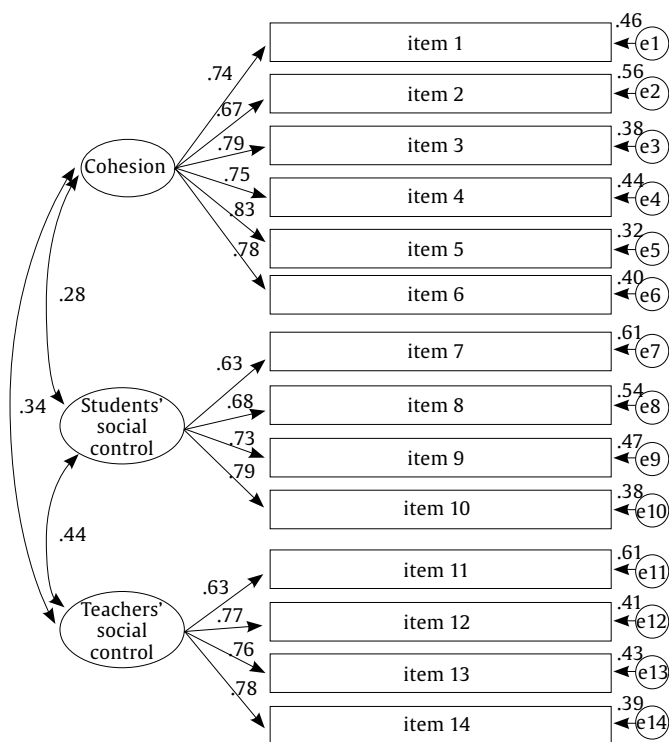 .46
item 1
e1
.74
.56
item 2
e2
.67
.38
item 3
e3
.79
Cohesion
.44
item 4
e4
.75
.83
.32
item 5
e5
.78
.40
item 6
e6
.28
.61
item 7
e7
.63
.54
item 8
e8
.68
.34
Students’
social
control
.47
item 9
e9
.73
.79
.38
item 10
e10
.44
.61
item 11
e11
.63
.41
item 12
e12
.77
Teachers’
social
control
.43
item 13
e13
.76
.78
.39
item 14
e14